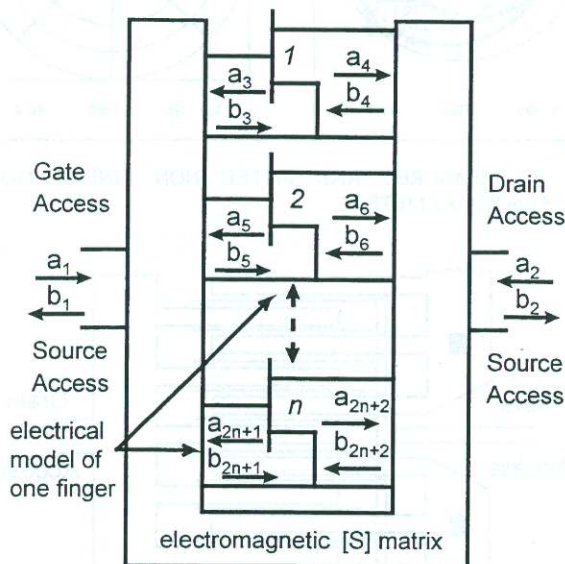 1
a3 a4
b3 b4
Gate
Access
2
a5 a6
b5 b6
Drain
Access
a1
b1
a2
b2
Source
Access
Source
Access
electrical
model of
one finger
n
a2n+1 a2n+2
b2n+1 b2n+2
electromagnetic [S] matrix